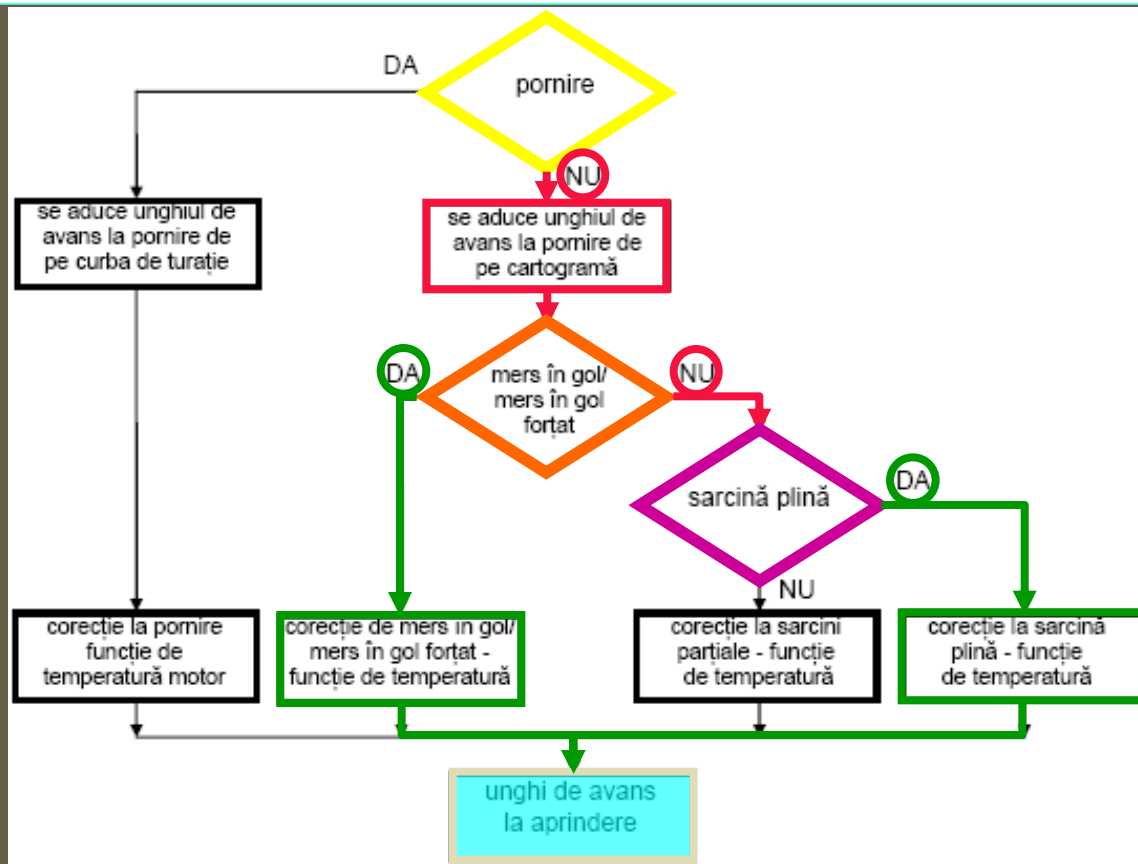 DA
pornire
NU
se aduce unghiul de
avans la pornire de
pe curba de turație
se aduce unghiul de
avans la pornire de
pe cartogramă
DA
mers în gol/
mers în gol
forțat
NU
sarcină plină
DA
NU
corecție la pornire
funcție de
temperatură motor
corecție de mers în gol/
mers în gol forțat -
funcție de temperatură
corecție la sarcini
parțiale - funcție
de temperatură
corecție la sarcină
plină - funcție
de temperatură
unghi de avans
la aprindere